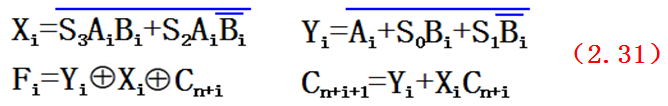 Xᵢ=S₃AᵢBᵢ+S₂AᵢB̅ᵢ Yᵢ=Aᵢ+S₀Bᵢ+S₁B̅ᵢ (2.31)
Fᵢ=Yᵢ⊕Xᵢ⊕Cₙ₊ᵢ Cₙ₊ᵢ₊₁=Yᵢ+XᵢCₙ₊ᵢ